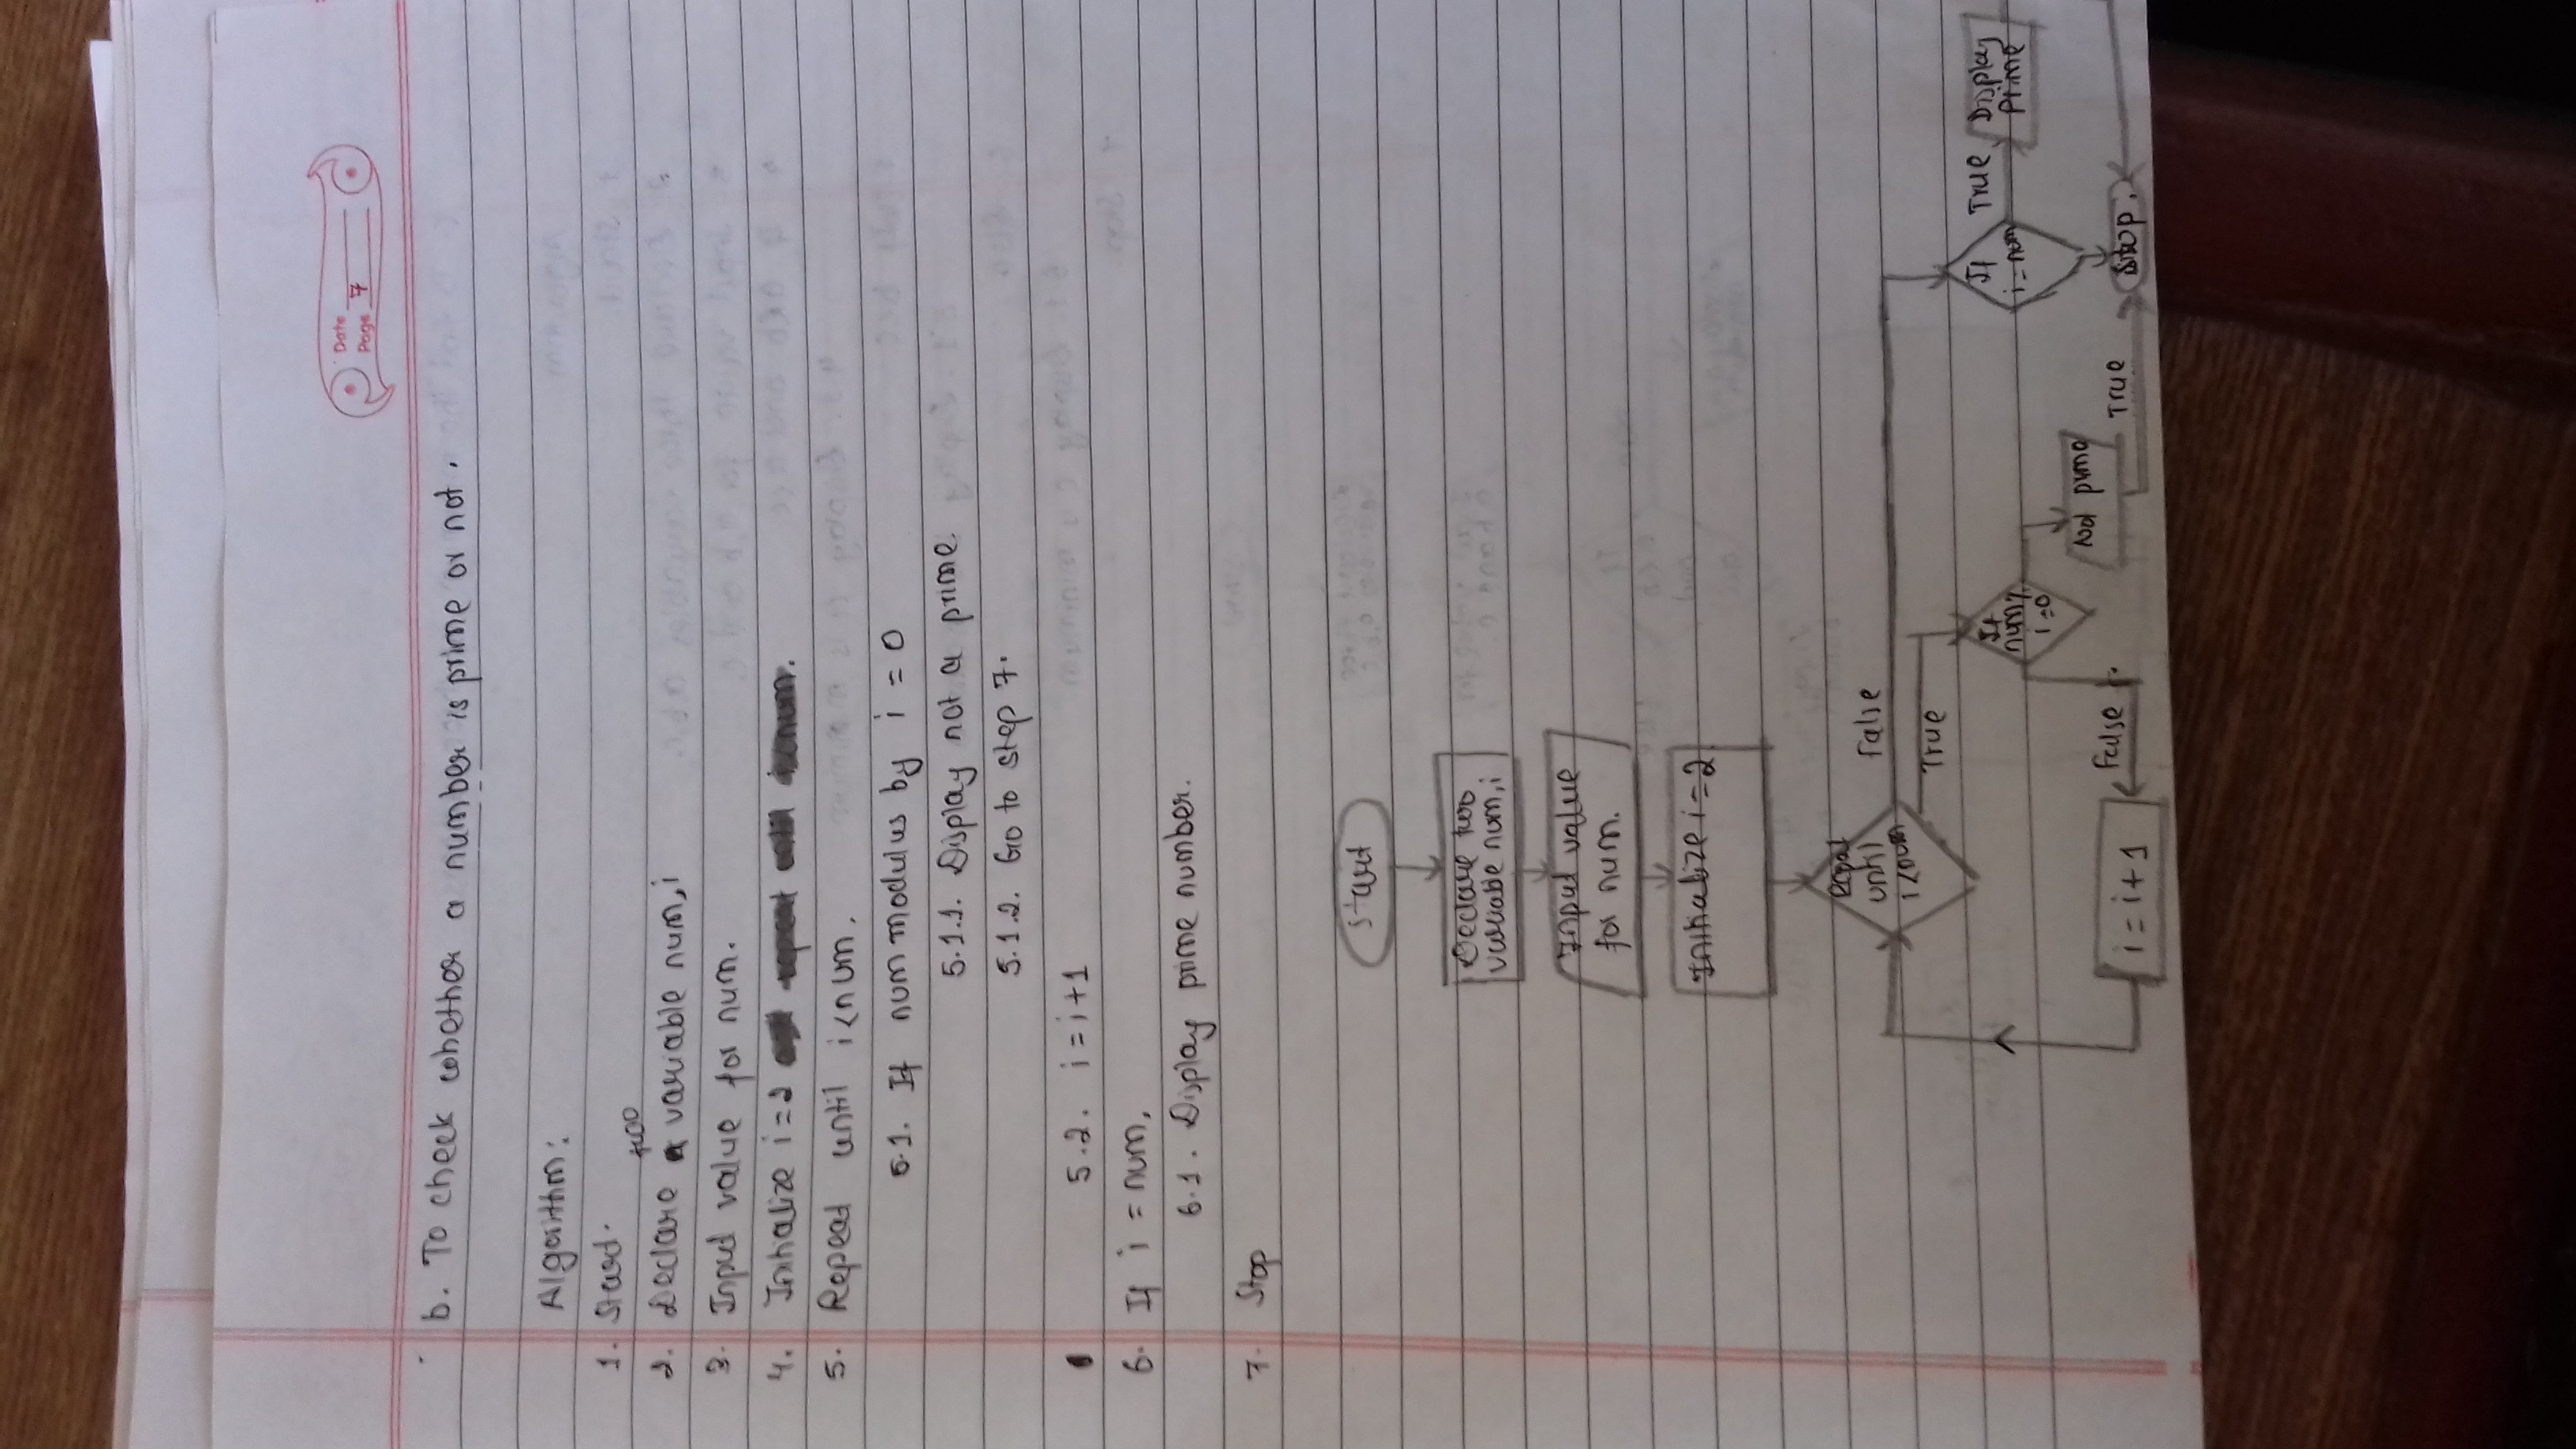 Date
Page 7
b. To check whether a number is prime or not.
Algorithm:
1. Start.
two
2. Declare variable num,i
3. Input value for num.
4. Initialize i=2
5. Repeat until i<num.
5.1. If num modulus by i = 0
5.1.1. Display not a prime.
5.1.2. Go to step 7.
5.2. i=i+1
6. If i = num,
6.1. Display prime number.
7. Stop
Start
Declare two
variable num,i
Input value
for num.
Initialize i=2
until
i<num
False
True
If
num%
i=0
If
i=num
True
Display
Prime
Not prime
False
i=i+1
True
Stop.